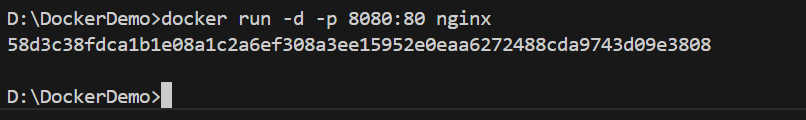 D:\DockerDemo>docker run -d -p 8080:80 nginx
58d3c38fdca1b1e08a1c2a6ef308a3ee15952e0eaa6272488cda9743d09e3808
D:\DockerDemo>